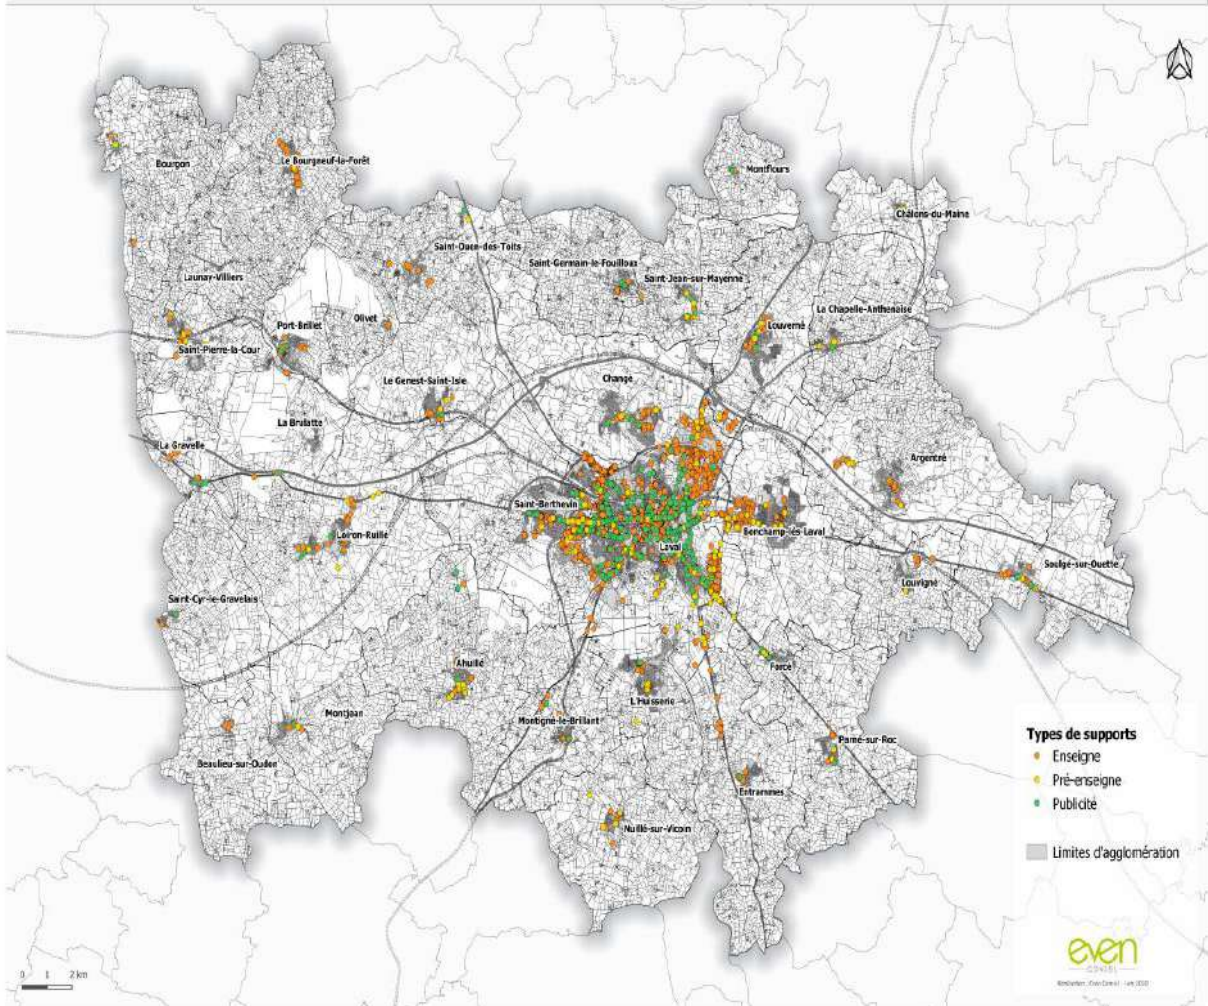 Bourgon
Le Bourgneuf-la-Forêt
Montflours
Châlons-du-Maine
Saint-Ouen-des-Toits
Saint-Germain-le-Fouilloux
Saint-Jean-sur-Mayenne
Launay-Villiers
La Chapelle-Anthenaise
Olivet
Port-Brillet
Louverné
Saint-Pierre-la-Cour
Le Genest-Saint-Isle
Changé
La Brulatte
La Gravelle
Argentré
Saint-Berthevin
Bonchamp-lès-Laval
Loiron-Ruillé
Laval
Soulgé-sur-Ouette
Louvigné
Saint-Cyr-le-Gravelais
Ahuillé
Forcé
L'Huisserie
Montjean
Montigné-le-Brillant
Parné-sur-Roc
Beaulieu-sur-Oudon
Entrammes
Nuillé-sur-Vicoin
Types de supports
Enseigne
Pré-enseigne
Publicité
Limites d'agglomération
even
CONSEIL
0 1 2 km